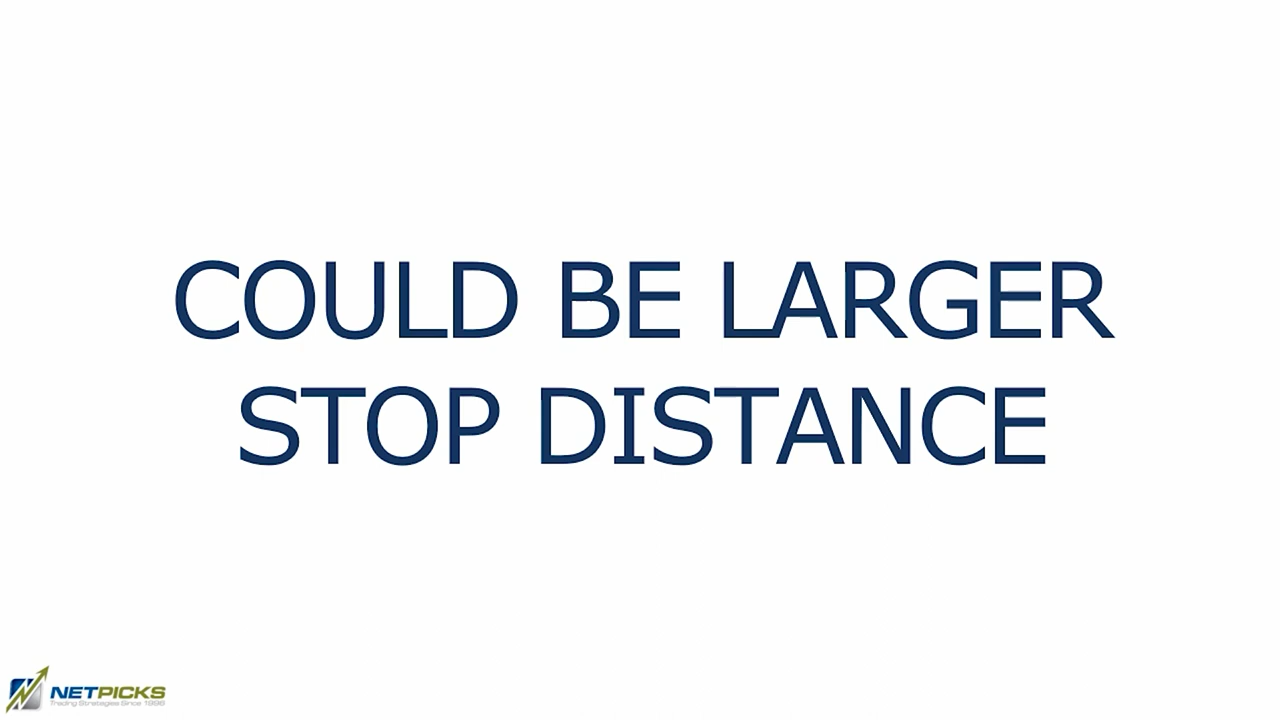 COULD BE LARGER
STOP DISTANCE
NETPICKS
Trading Strategies Since 1996